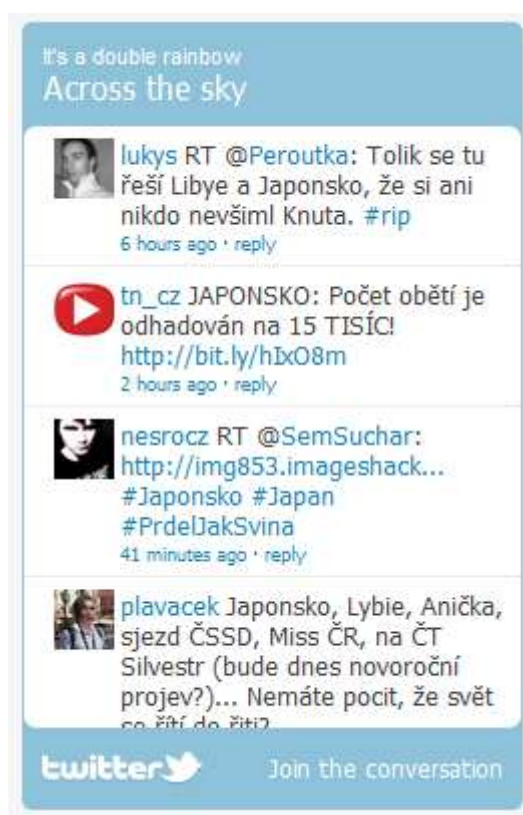 It's a double rainbow
Across the sky
lukys RT @Peroutka: Tolik se tu
řeší Libye a Japonsko, že si ani
nikdo nevšiml Knuta. #rip
6 hours ago · reply
tn_cz JAPONSKO: Počet obětí je
odhadován na 15 TISÍC!
http://bit.ly/hIxO8m
2 hours ago · reply
nesrocz RT @SemSuchar:
http://img853.imageshack...
#Japonsko #Japan
#PrdelJakSvina
41 minutes ago · reply
plavacek Japonsko, Lybie, Anička,
sjezd ČSSD, Miss ČR, na ČT
Silvestr (bude dnes novoroční
projev?)... Nemáte pocit, že svět
se řítí do řiti?
twitter
Join the conversation